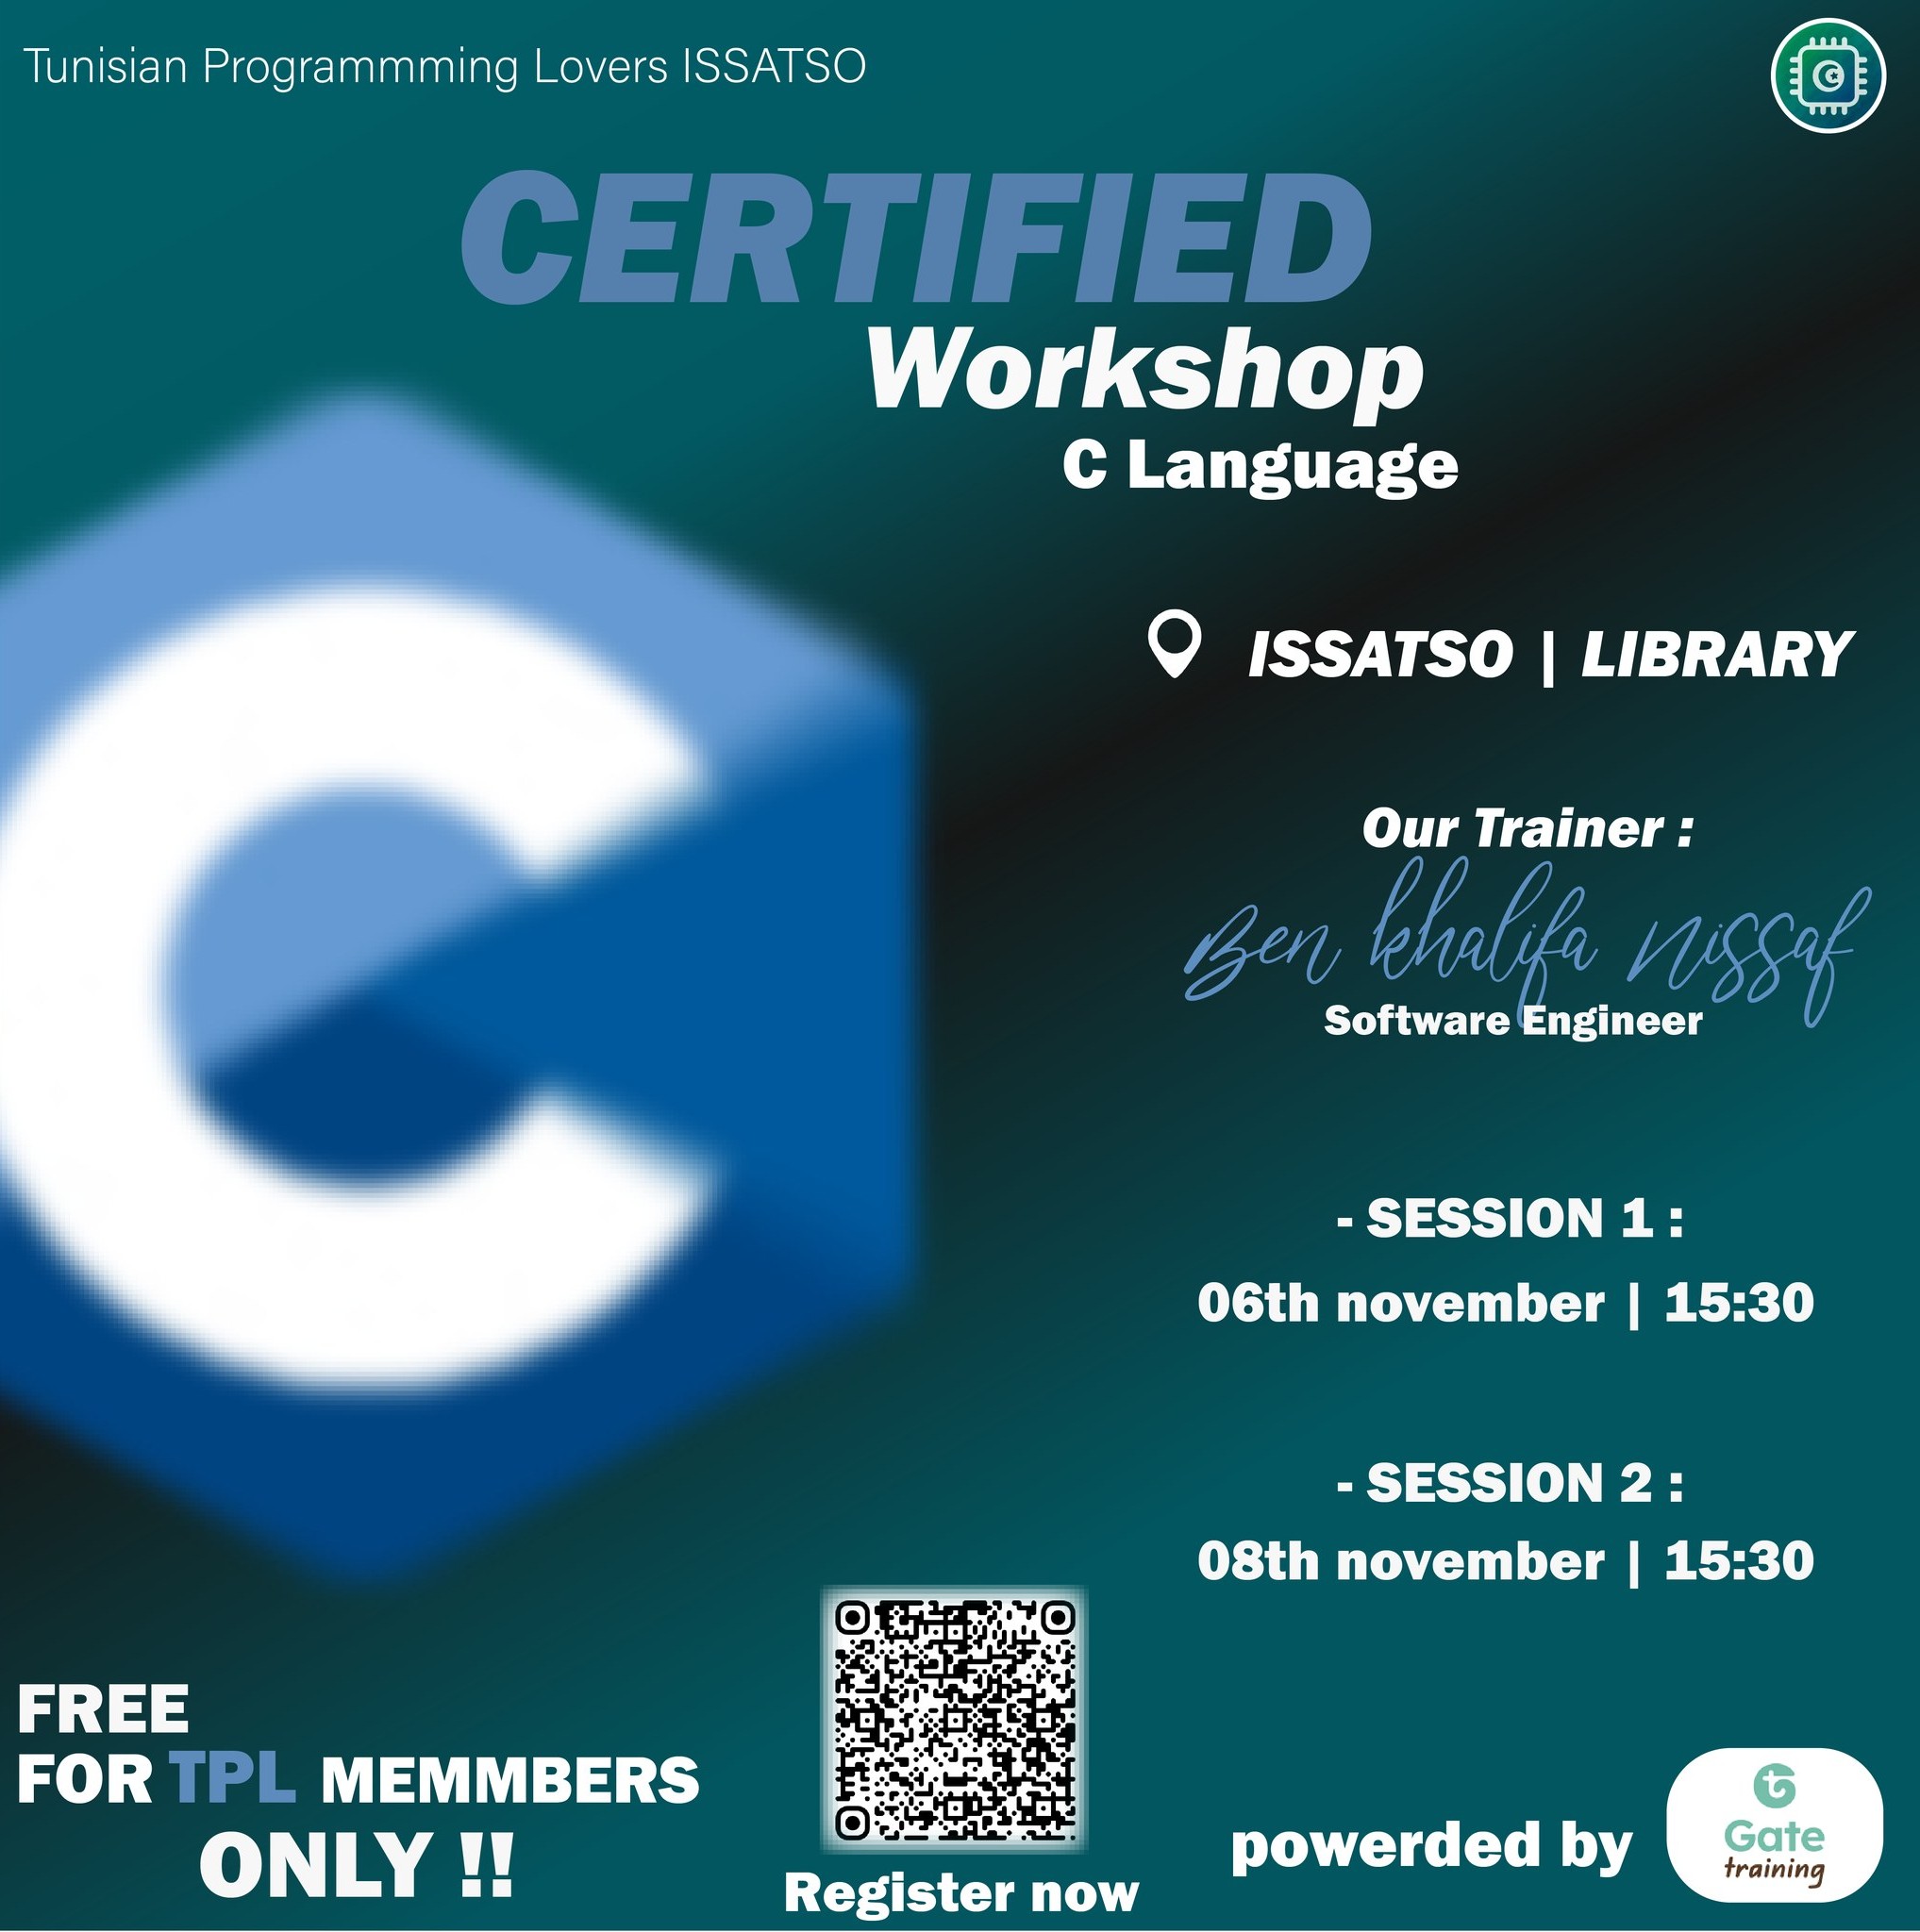 Tunisian Programmming Lovers ISSATSO
CERTIFIED
Workshop
C Language
ISSATSO | LIBRARY
Our Trainer :
Ben khalifa Nissaf
Software Engineer
- SESSION 1 :
06th november | 15:30
- SESSION 2 :
08th november | 15:30
FREE
FOR TPL MEMMBERS
ONLY !!
Register now
powerded by
Gate
training